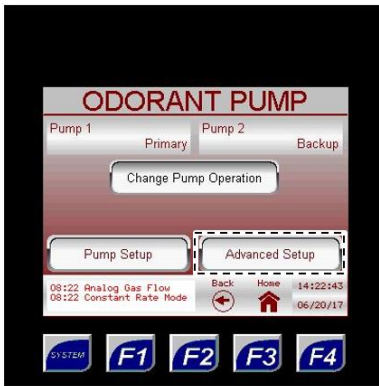 ODORANT PUMP
Pump 1
Primary
Pump 2
Backup
Change Pump Operation
Pump Setup
Advanced Setup
08:22 Analog Gas Flow
08:22 Constant Rate Mode
Back
Home
14:22:43
06/20/17
SYSTEM
F1
F2
F3
F4